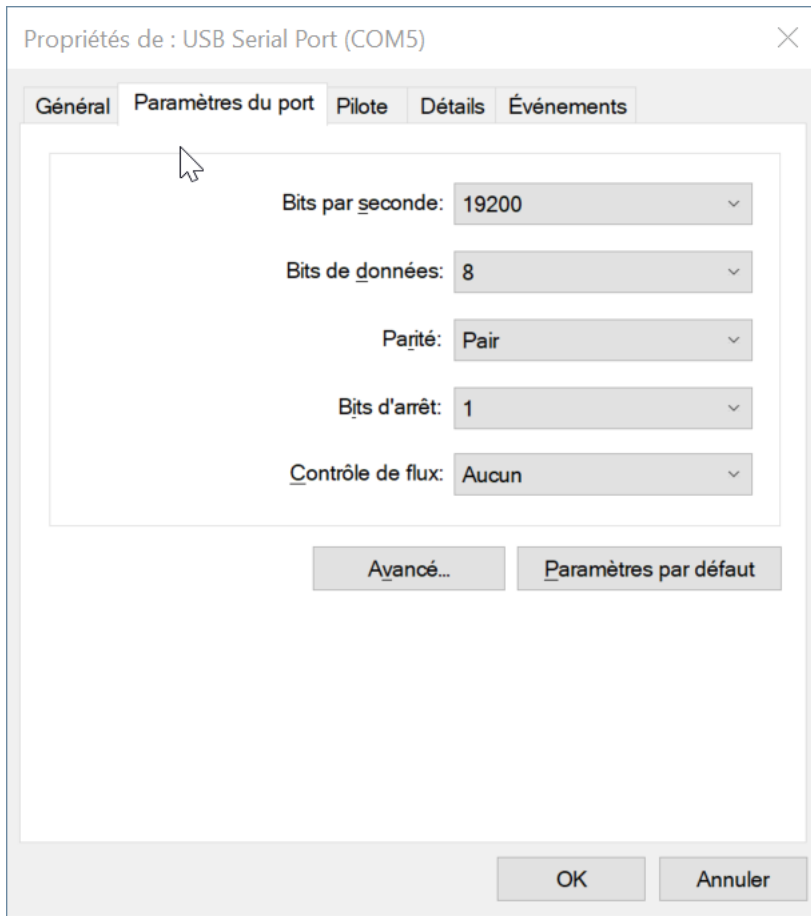 Propriétés de : USB Serial Port (COM5)
Général Paramètres du port Pilote Détails Événements
Bits par seconde: 19200
Bits de données: 8
Parité: Pair
Bits d'arrêt: 1
Contrôle de flux: Aucun
Avancé... Paramètres par défaut
OK Annuler